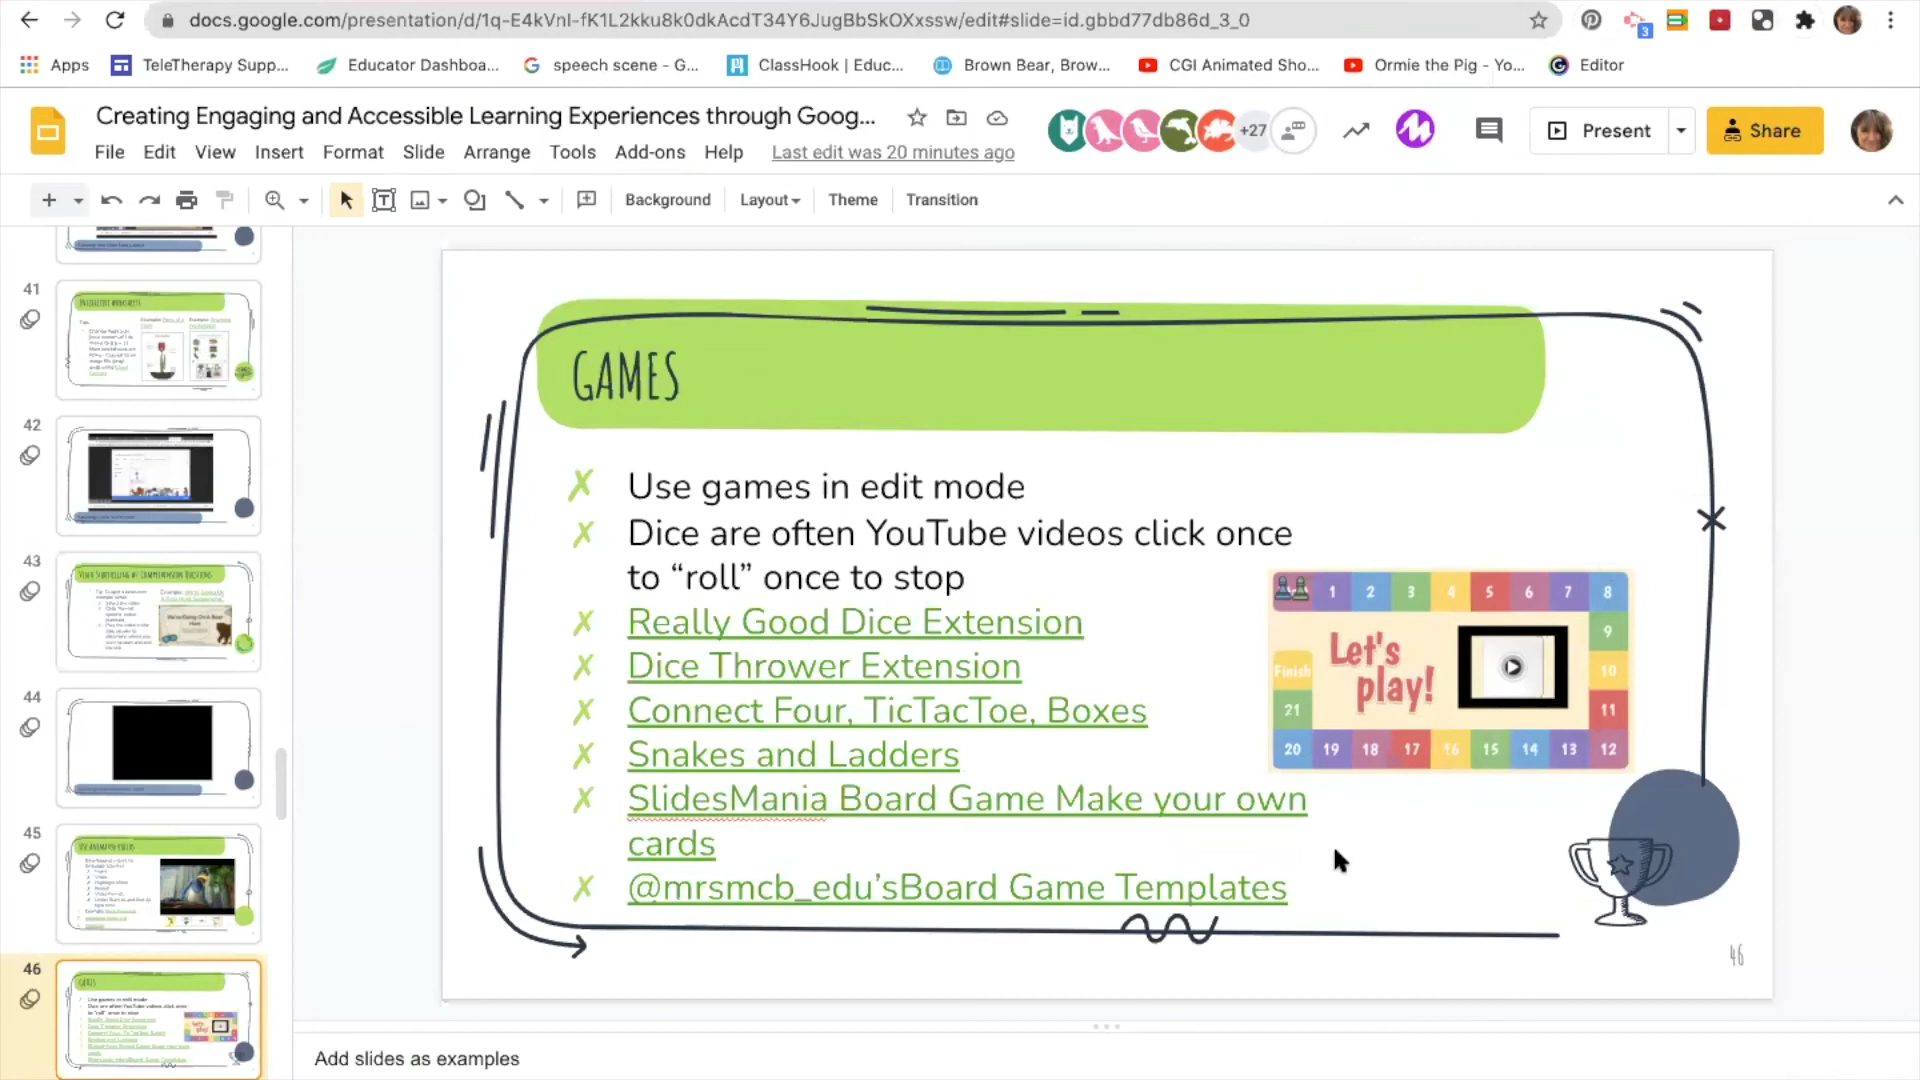 docs.google.com/presentation/d/1q-E4kVnI-fK1L2kku8k0dkAcdT34Y6JugBbSkOXxssw/edit#slide=id.gbbd77db86d_3_0
3
Apps TeleTherapy Supp... Educator Dashboa... speech scene - G... ClassHook | Educ... Brown Bear, Brow... CGI Animated Sho... Ormie the Pig - Yo... Editor
Creating Engaging and Accessible Learning Experiences through Goog...
+27
Present
Share
File Edit View Insert Format Slide Arrange Tools Add-ons Help Last edit was 20 minutes ago
Background Layout Theme Transition
41
42
43
44
45
46
GAMES
✗ Use games in edit mode
✗ Dice are often YouTube videos click once
to “roll” once to stop
✗ Really Good Dice Extension
✗ Dice Thrower Extension
✗ Connect Four, TicTacToe, Boxes
✗ Snakes and Ladders
✗ SlidesMania Board Game Make your own
cards
✗ @mrsmcb_edu’sBoard Game Templates
1 2 3 4 5 6 7 8
9
Let's
play!
Finish
10
21
11
20 19 18 17 16 15 14 13 12
46
Add slides as examples